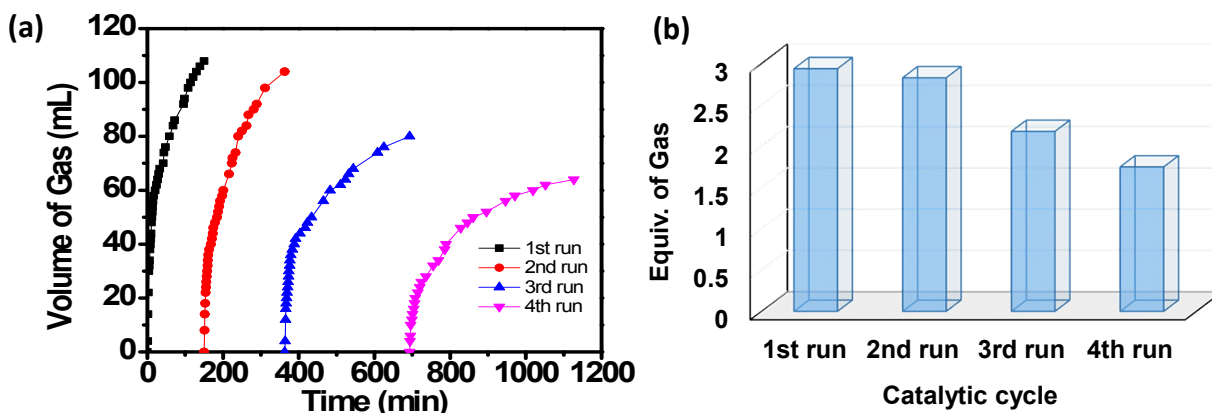 (a)
Volume of Gas (mL)
120
100
80
60
40
20
0
0 200 400 600 800 1000 1200
Time (min)
1st run
2nd run
3rd run
4th run
(b)
Equiv. of Gas
3
2.5
2
1.5
1
0.5
0
1st run 2nd run 3rd run 4th run
Catalytic cycle